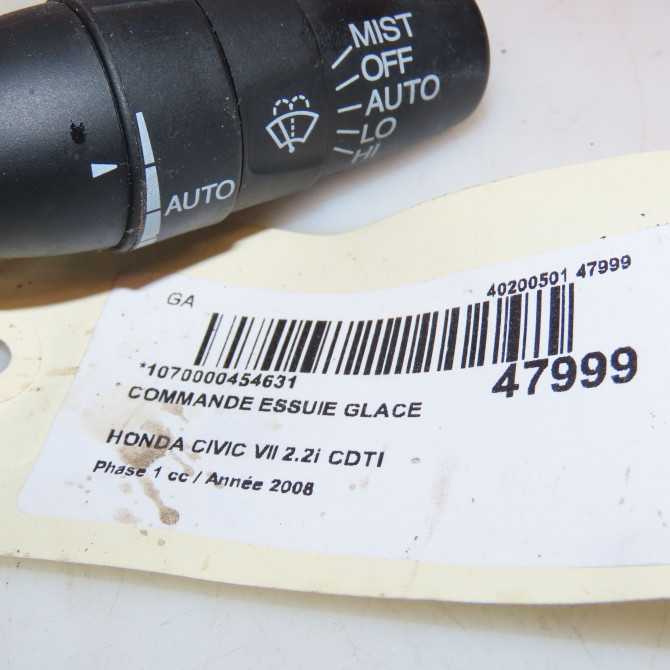 MIST
OFF
AUTO
LO
HI
AUTO
GA
40200501 47999
*1070000454631
47999
COMMANDE ESSUIE GLACE
HONDA CIVIC VII 2.2i CDTI
Phase 1 cc / Année 2008